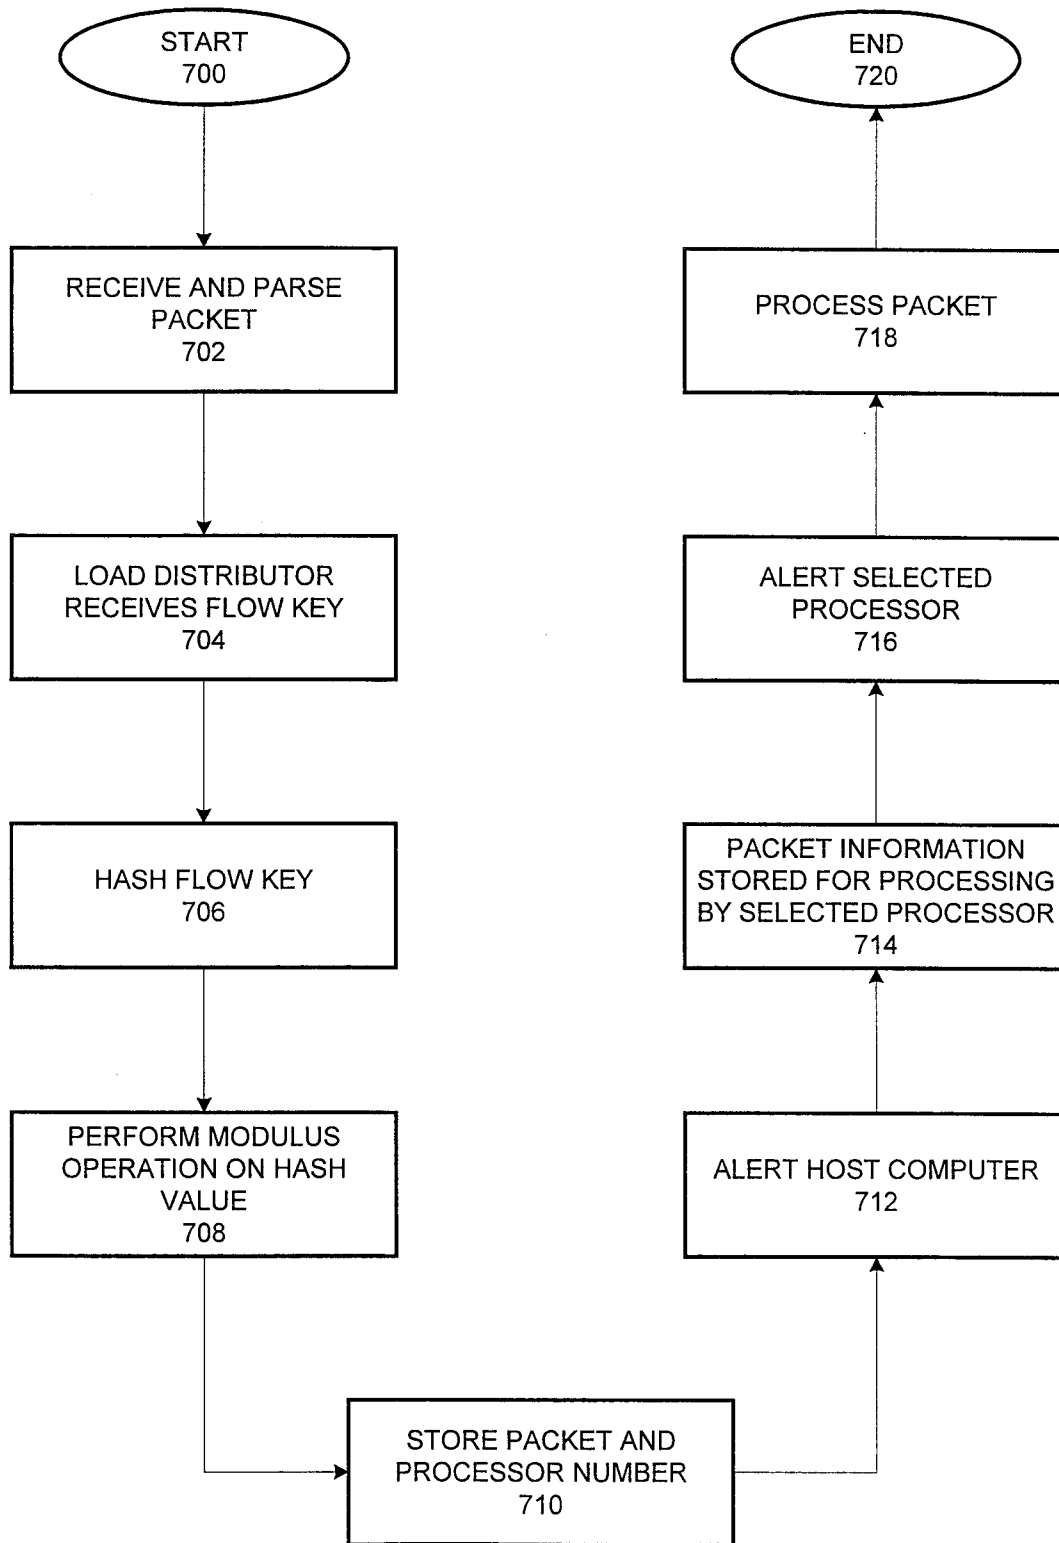 START
700
RECEIVE AND PARSE
PACKET
702
LOAD DISTRIBUTOR
RECEIVES FLOW KEY
704
HASH FLOW KEY
706
PERFORM MODULUS
OPERATION ON HASH
VALUE
708
STORE PACKET AND
PROCESSOR NUMBER
710
ALERT HOST COMPUTER
712
PACKET INFORMATION
STORED FOR PROCESSING
BY SELECTED PROCESSOR
714
ALERT SELECTED
PROCESSOR
716
PROCESS PACKET
718
END
720